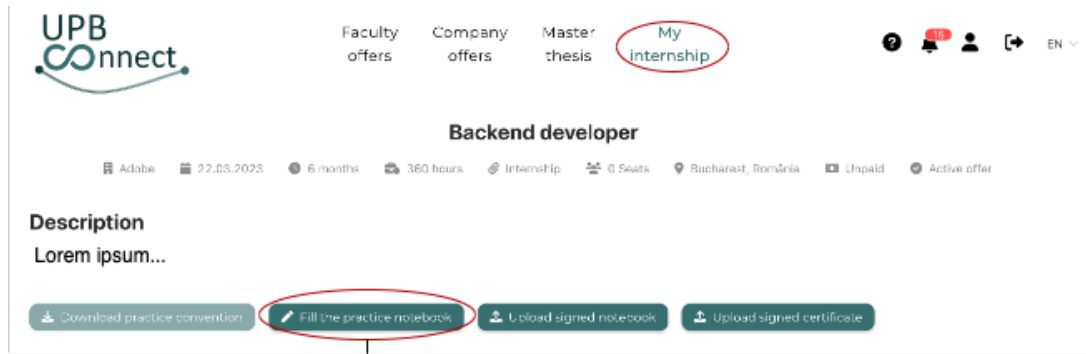 UPB
COnnect
Faculty offers
Company offers
Master thesis
My internship
16
EN
Backend developer
Adobe 22.03.2023 6 months 360 hours Internship 0 Seats Bucharest, România Unpaid Active offer
Description
Lorem ipsum...
Download practice convention Fill the practice notebook Upload signed notebook Upload signed certificate